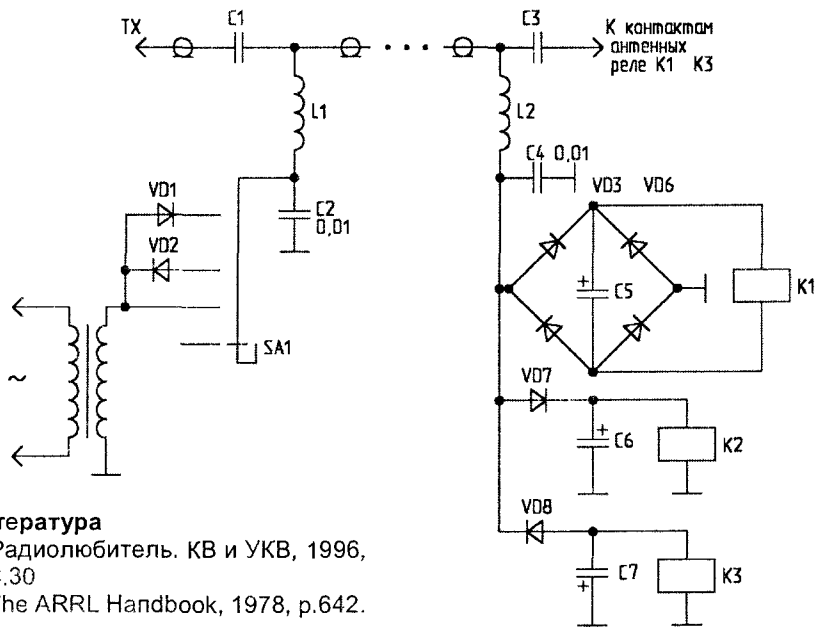 TX
C1
C3
К контактам
антенных
реле К1 К3
L1
L2
C4 0,01
VD1
C2
0,01
VD3 VD6
VD2
+ C5
K1
SA1
~
VD7
+
C6
K2
VD8
C7
+
K3
тература
Радиолюбитель. КВ и УКВ, 1996,
.30
The ARRL Handbook, 1978, p.642.